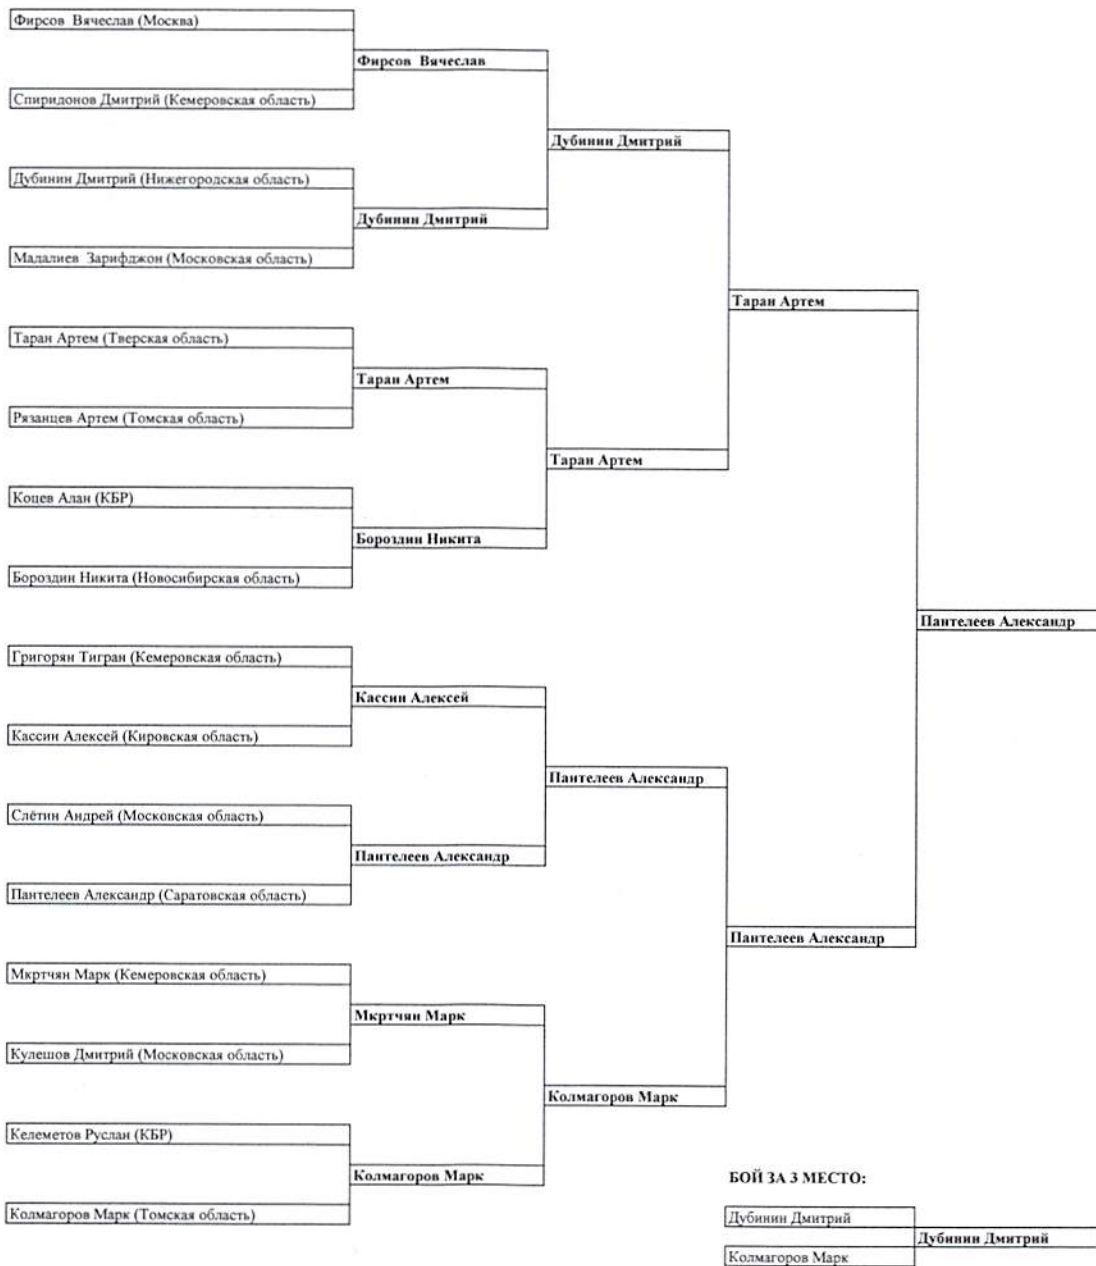 Фирсов Вячеслав (Москва)
Фирсов Вячеслав
Спиридонов Дмитрий (Кемеровская область)
Дубинин Дмитрий
Дубинин Дмитрий (Нижегородская область)
Дубинин Дмитрий
Мадалиев Зарифджон (Московская область)
Таран Артем
Таран Артем (Тверская область)
Таран Артем
Рязанцев Артем (Томская область)
Таран Артем
Коцев Алан (КБР)
Бороздин Никита
Бороздин Никита (Новосибирская область)
Пантелеев Александр
Григорян Тигран (Кемеровская область)
Кассин Алексей
Кассин Алексей (Кировская область)
Пантелеев Александр
Слётин Андрей (Московская область)
Пантелеев Александр
Пантелеев Александр (Саратовская область)
Пантелеев Александр
Мкртчян Марк (Кемеровская область)
Мкртчян Марк
Кулешов Дмитрий (Московская область)
Колмагоров Марк
Келеметов Руслан (КБР)
Колмагоров Марк
Колмагоров Марк (Томская область)
БОЙ ЗА 3 МЕСТО:
Дубинин Дмитрий
Дубинин Дмитрий
Колмагоров Марк